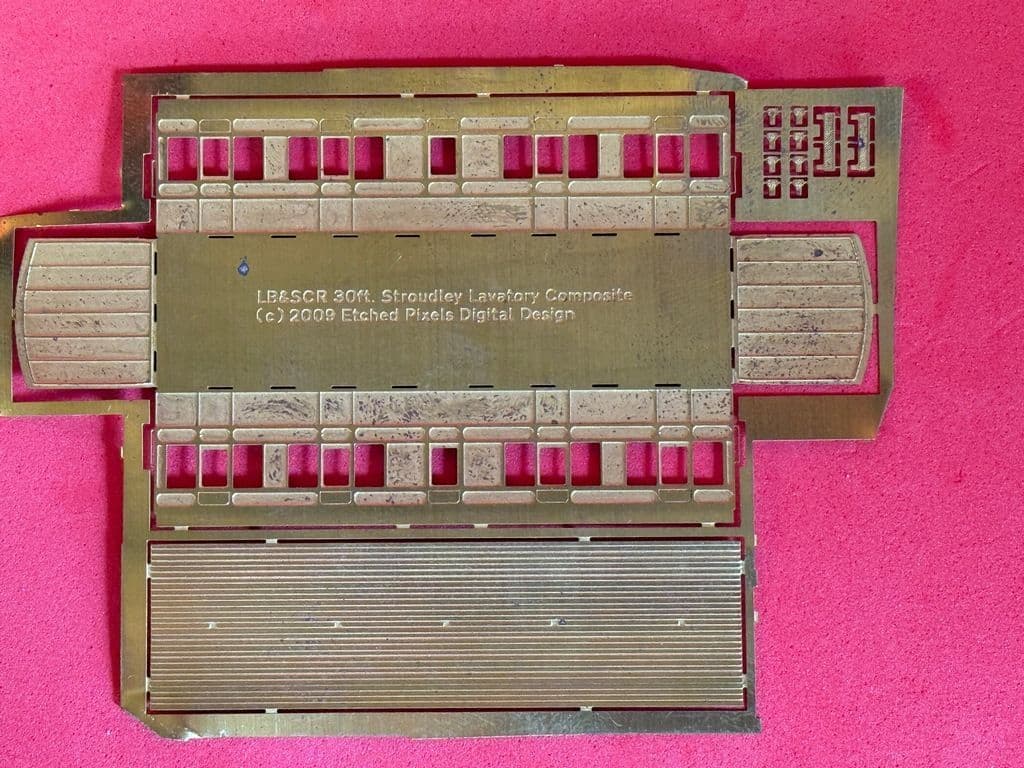 LB&SCR 30ft. Stroudley Lavatory Composite
(c) 2009 Etched Pixels Digital Design